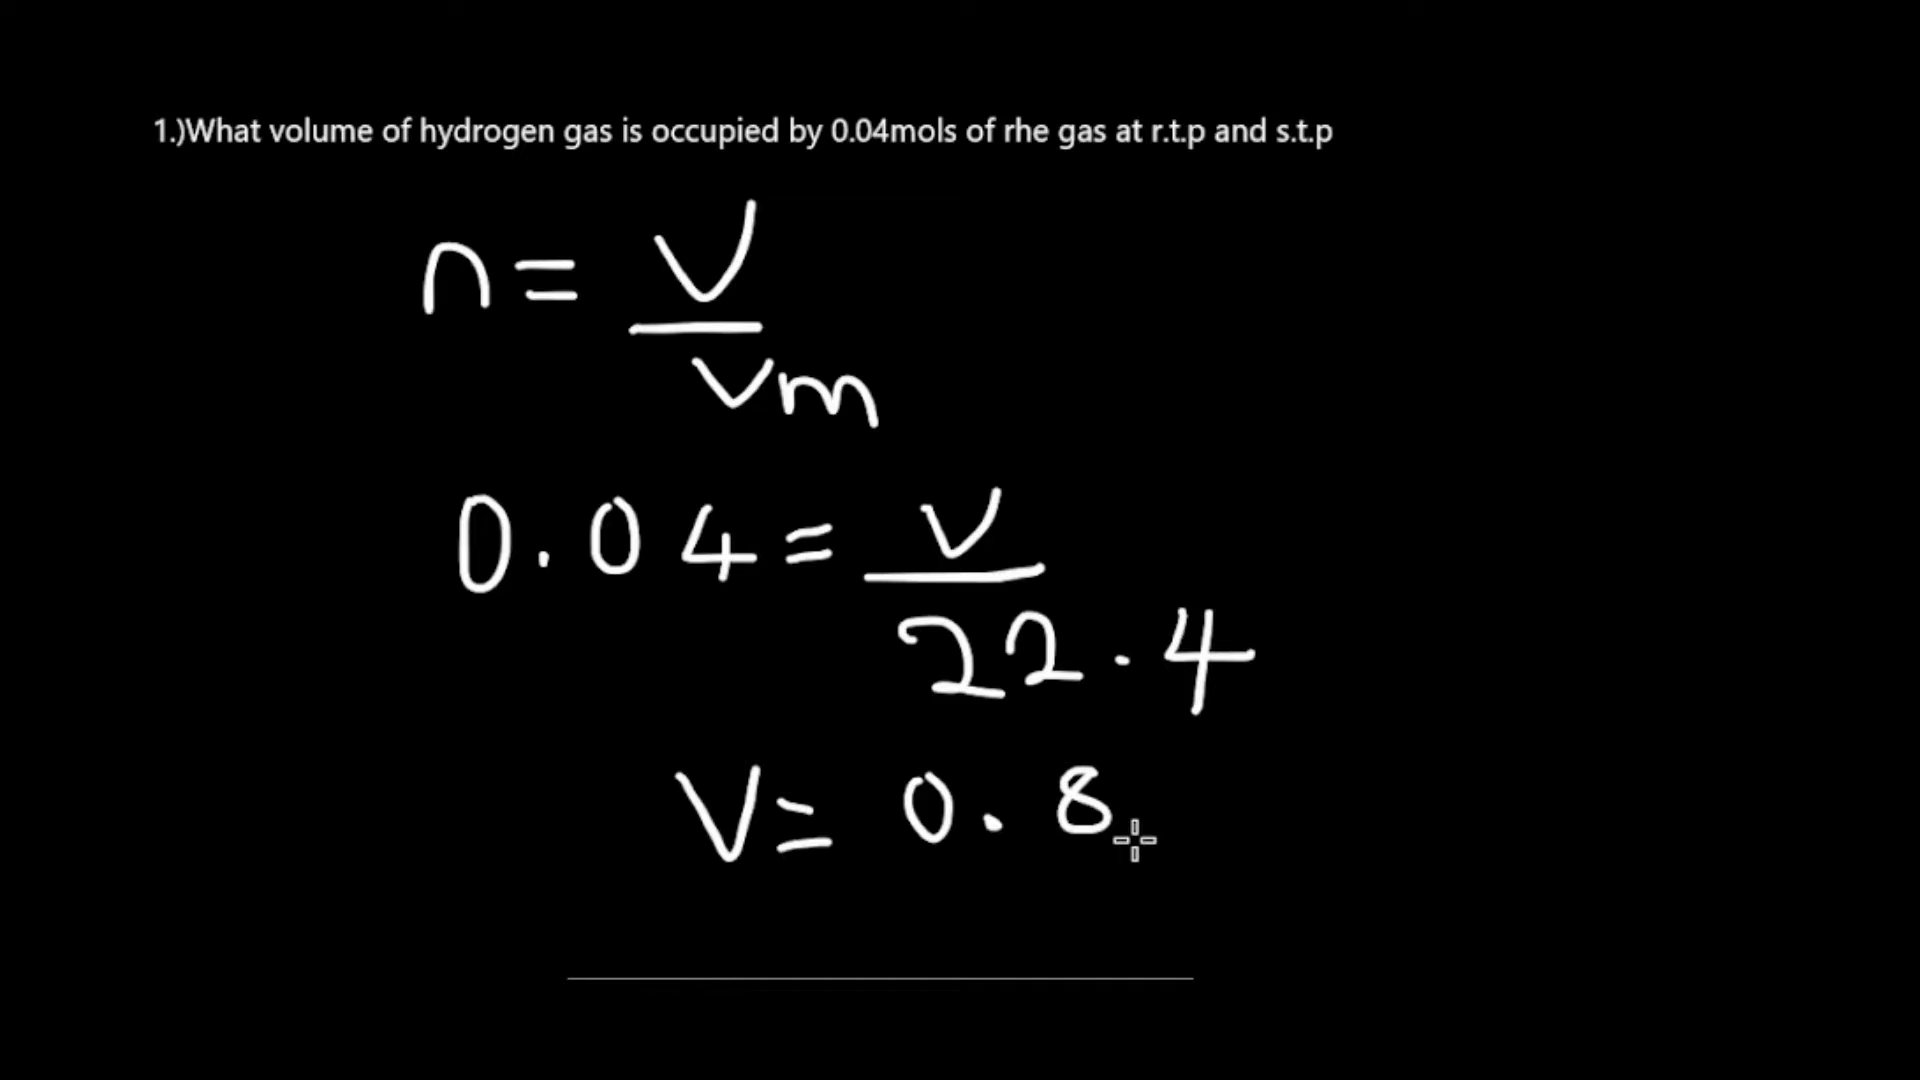 1.)What volume of hydrogen gas is occupied by 0.04mols of rhe gas at r.t.p and s.t.p
n = V
vm
0.04 = V
22.4
V = 0.8